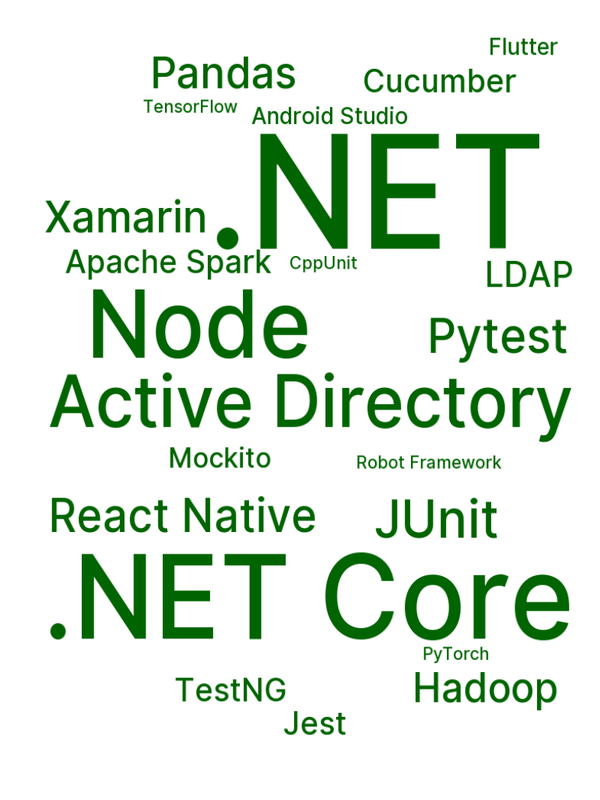 Flutter
Pandas
Cucumber
TensorFlow
Android Studio
.NET
Xamarin
Apache Spark
CppUnit
LDAP
Node
Pytest
Active Directory
Mockito
Robot Framework
React Native
JUnit
.NET Core
PyTorch
TestNG
Hadoop
Jest